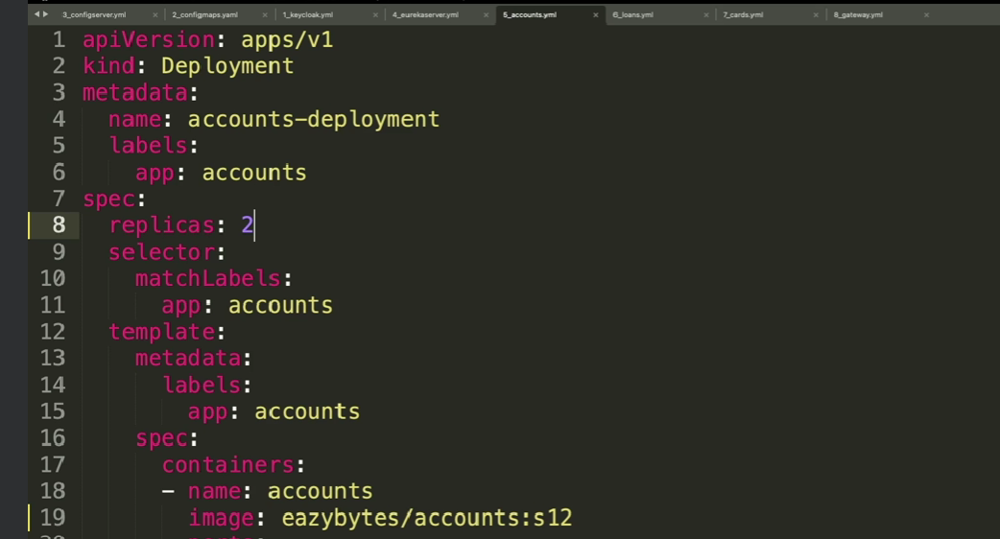 3_configserver.yml 2_configmaps.yaml 1_keycloak.yml 4_eurekaserver.yml 5_accounts.yml 6_loans.yml 7_cards.yml 8_gateway.yml
1 apiVersion: apps/v1
2 kind: Deployment
3 metadata:
4 name: accounts-deployment
5 labels:
6 app: accounts
7 spec:
8 replicas: 2
9 selector:
10 matchLabels:
11 app: accounts
12 template:
13 metadata:
14 labels:
15 app: accounts
16 spec:
17 containers:
18 - name: accounts
19 image: eazybytes/accounts:s12